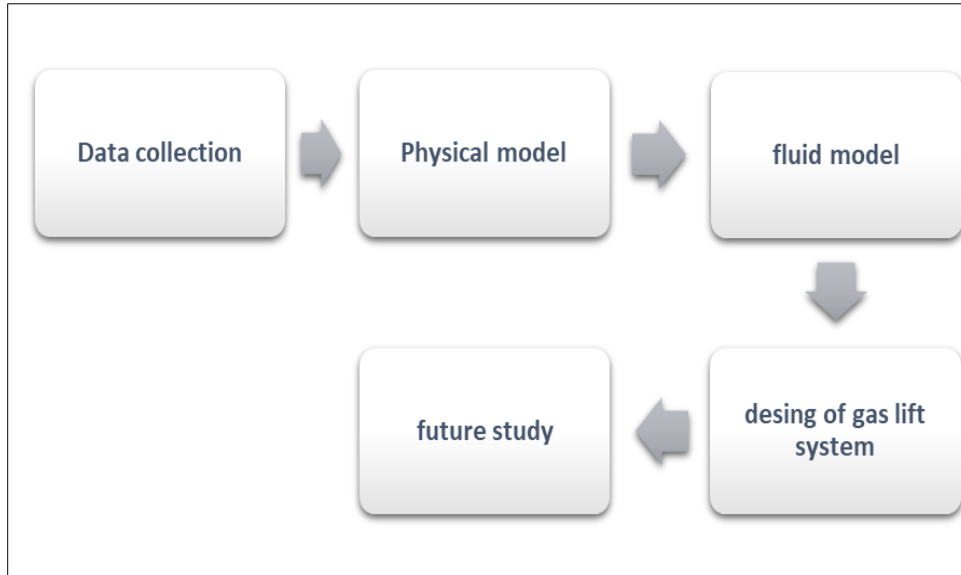 Data collection
Physical model
fluid model
desing of gas lift
system
future study